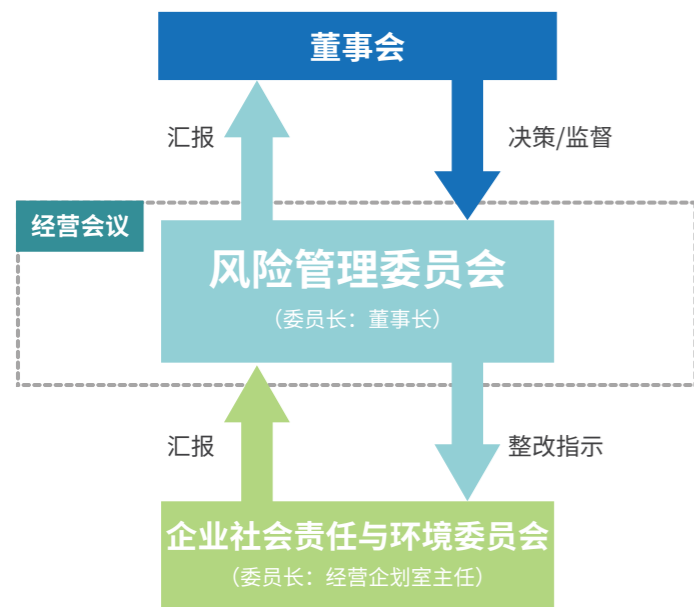 董事会
汇报
决策/监督
经营会议
风险管理委员会
（委员长：董事长）
汇报
整改指示
企业社会责任与环境委员会
（委员长：经营企划室主任）